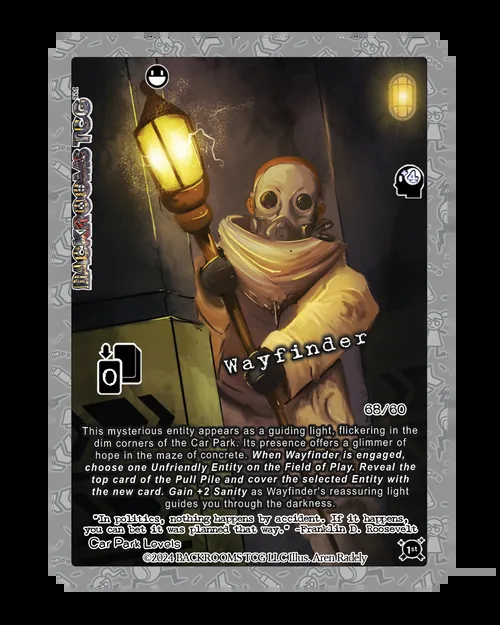 BACKROOMS TCG
4
Wayfinder
0
68/60
This mysterious entity appears as a guiding light, flickering in the
dim corners of the Car Park. Its presence offers a glimmer of
hope in the maze of concrete. When Wayfinder is engaged,
choose one Unfriendly Entity on the Field of Play. Reveal the
top card of the Pull Pile and cover the selected Entity with
the new card. Gain +2 Sanity as Wayfinder's reassuring light
guides you through the darkness.
"In politics, nothing happens by accident. If it happens,
you can bet it was planned that way." -Franklin D. Roosevelt
Car Park Levels
1st
©2024 BACKROOMS TCG LLC Illus. Aren Radely